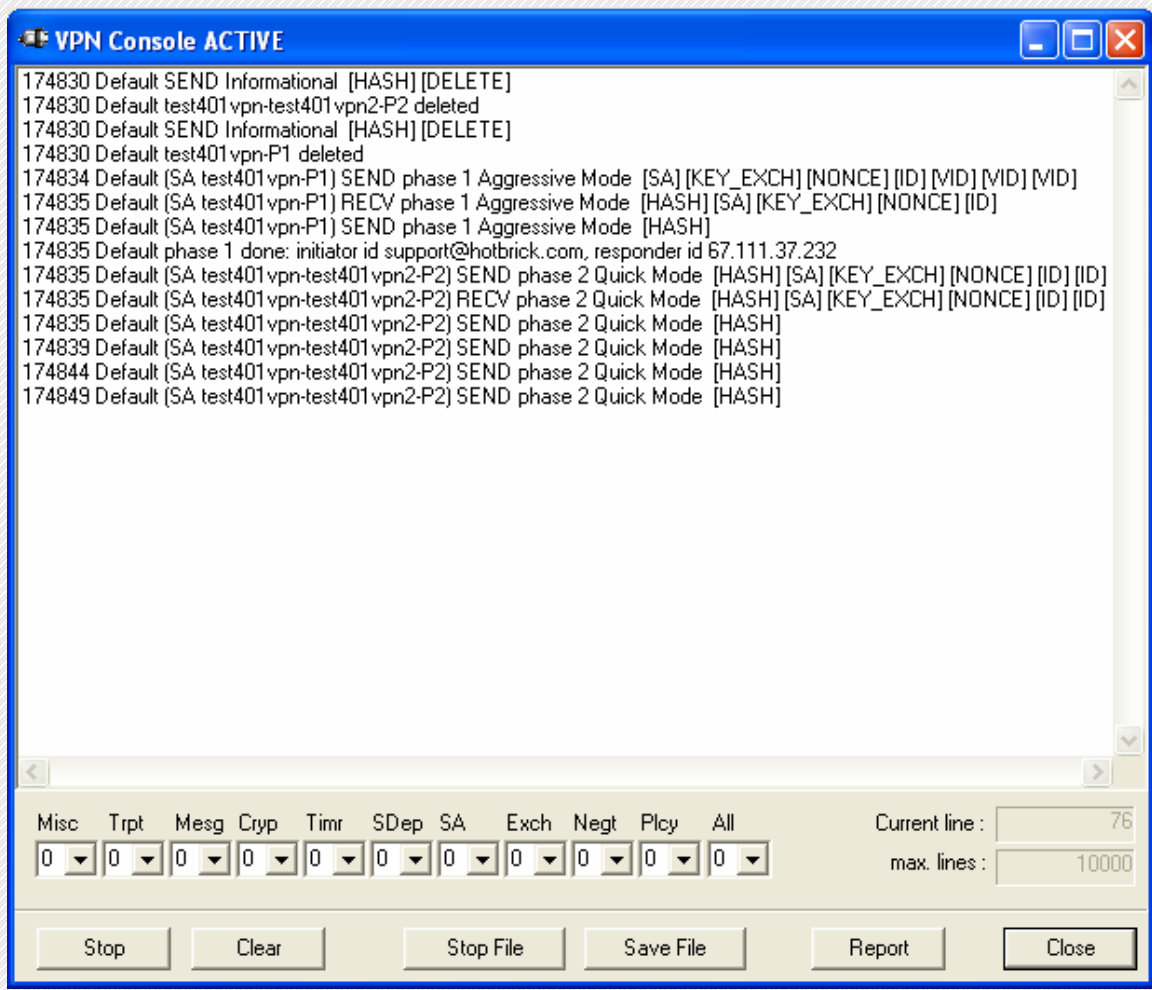 VPN Console ACTIVE
174830 Default SEND Informational [HASH] [DELETE]
174830 Default test401vpn-test401vpn2-P2 deleted
174830 Default SEND Informational [HASH] [DELETE]
174830 Default test401vpn-P1 deleted
174834 Default (SA test401vpn-P1) SEND phase 1 Aggressive Mode [SA] [KEY_EXCH] [NONCE] [ID] [VID] [VID] [VID]
174835 Default (SA test401vpn-P1) RECV phase 1 Aggressive Mode [HASH] [SA] [KEY_EXCH] [NONCE] [ID]
174835 Default (SA test401vpn-P1) SEND phase 1 Aggressive Mode [HASH]
174835 Default phase 1 done: initiator id support@hotbrick.com, responder id 67.111.37.232
174835 Default (SA test401vpn-test401vpn2-P2) SEND phase 2 Quick Mode [HASH] [SA] [KEY_EXCH] [NONCE] [ID] [ID]
174835 Default (SA test401vpn-test401vpn2-P2) RECV phase 2 Quick Mode [HASH] [SA] [KEY_EXCH] [NONCE] [ID] [ID]
174835 Default (SA test401vpn-test401vpn2-P2) SEND phase 2 Quick Mode [HASH]
174839 Default (SA test401vpn-test401vpn2-P2) SEND phase 2 Quick Mode [HASH]
174844 Default (SA test401vpn-test401vpn2-P2) SEND phase 2 Quick Mode [HASH]
174849 Default (SA test401vpn-test401vpn2-P2) SEND phase 2 Quick Mode [HASH]
Misc Trpt Mesg Cryp Timr SDep SA Exch Negt Plcy All
0 0 0 0 0 0 0 0 0 0 0
Current line : 76
max. lines : 10000
Stop Clear Stop File Save File Report Close